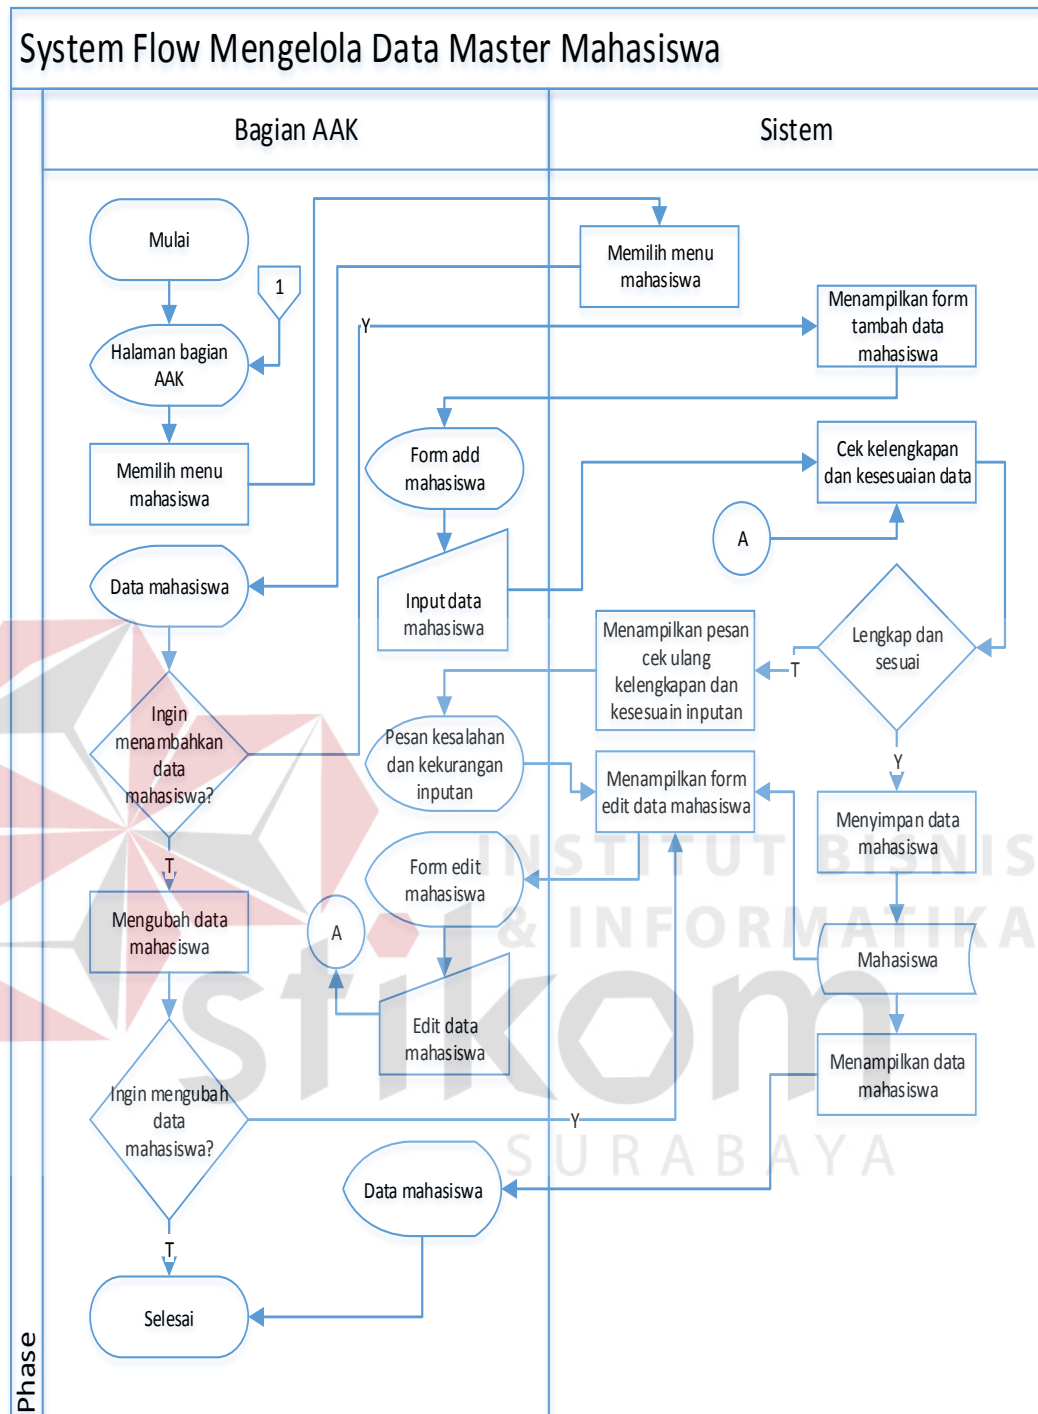 System Flow Mengelola Data Master Mahasiswa
Bagian AAK
Sistem
Mulai
1
Halaman bagian
AAK
Memilih menu
mahasiswa
Memilih menu
mahasiswa
Data mahasiswa
Ingin
menambahkan
data
mahasiswa?
Y
T
Menampilkan form
tambah data
mahasiswa
Form add
mahasiswa
Input data
mahasiswa
Cek kelengkapan
dan kesesuaian data
A
Lengkap dan
sesuai
T
Y
Menampilkan pesan
cek ulang
kelengkapan dan
kesesuain inputan
Pesan kesalahan
dan kekurangan
inputan
Menampilkan form
edit data mahasiswa
Menyimpan data
mahasiswa
Form edit
mahasiswa
Mengubah data
mahasiswa
A
Mahasiswa
Edit data
mahasiswa
Menampilkan data
mahasiswa
Ingin mengubah
data
mahasiswa?
Y
T
Data mahasiswa
Selesai
Phase
INSTITUT BISNIS
& INFORMATIKA
stikom
SURABAYA